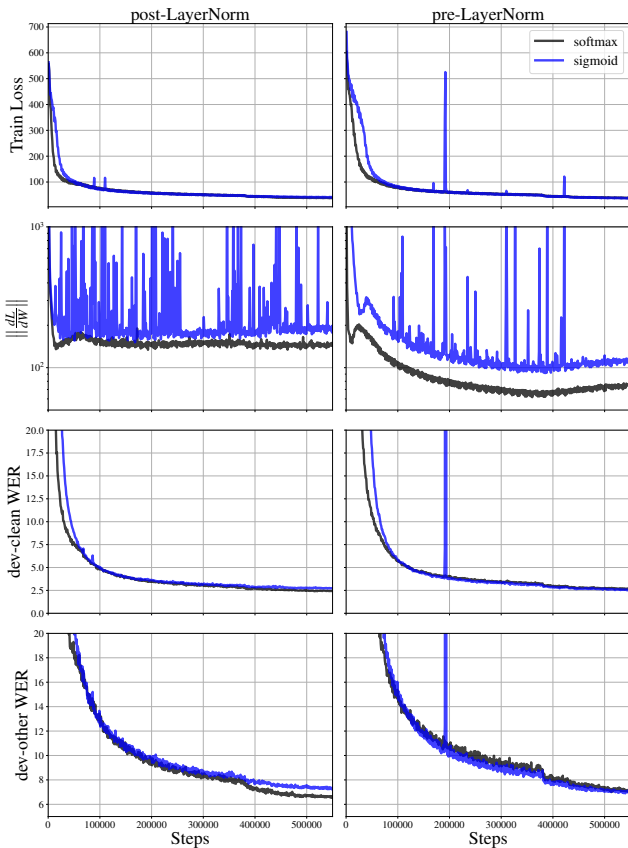 post-LayerNorm pre-LayerNorm
softmax
sigmoid
Train Loss
700
600
500
400
300
200
100
||dL/dW||
10³
10²
dev-clean WER
20.0
17.5
15.0
12.5
10.0
7.5
5.0
2.5
0.0
dev-other WER
20
18
16
14
12
10
8
6
0 100000 200000 300000 400000 500000
0 100000 200000 300000 400000 500000
Steps Steps